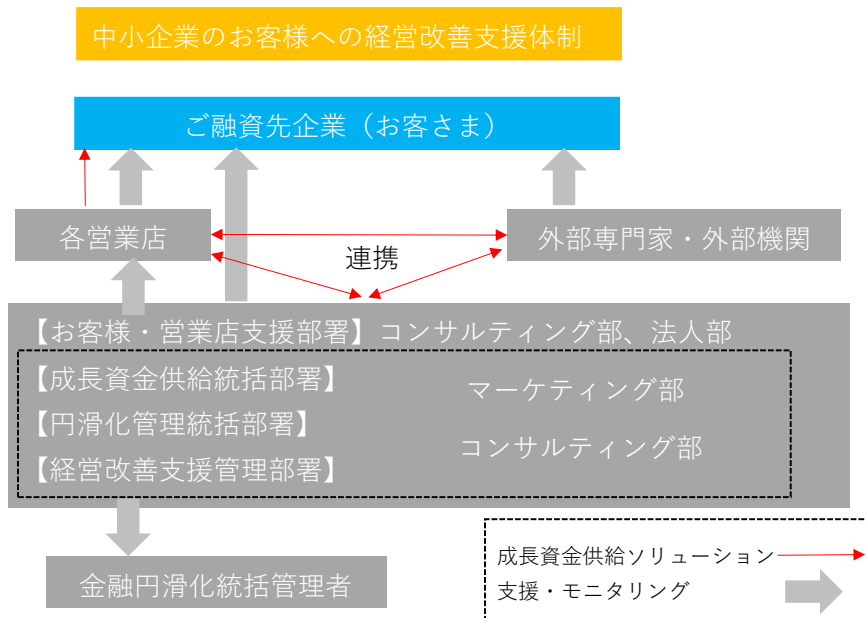 中小企業のお客様への経営改善支援体制
ご融資先企業（お客さま）
各営業店
外部専門家・外部機関
連携
【お客様・営業店支援部署】コンサルティング部、法人部
【成長資金供給統括部署】
マーケティング部
【円滑化管理統括部署】
コンサルティング部
【経営改善支援管理部署】
金融円滑化統括管理者
成長資金供給ソリューション
支援・モニタリング